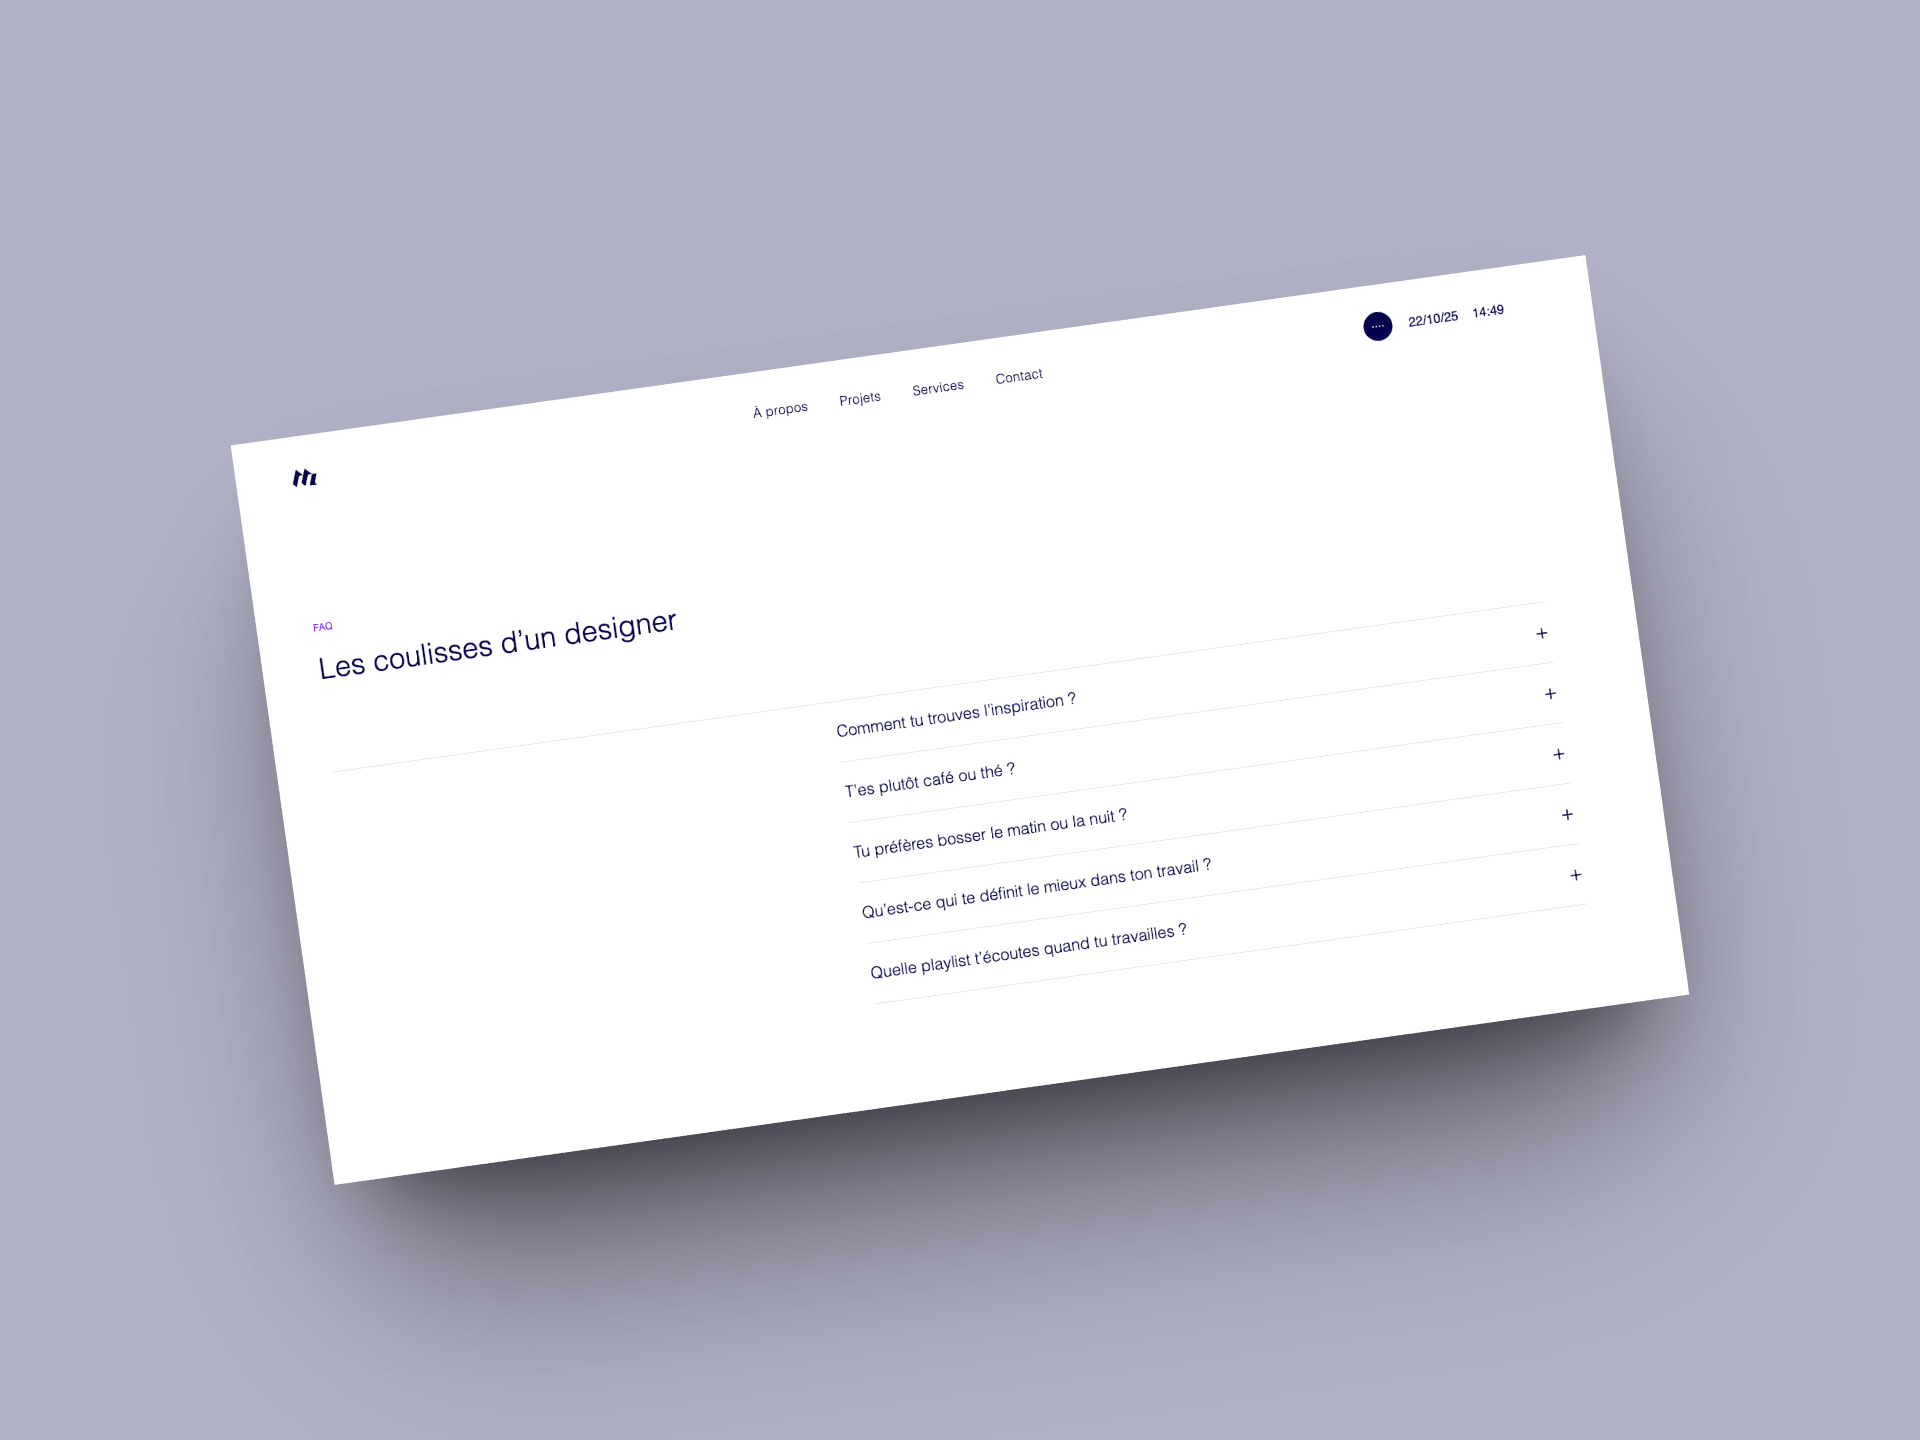 À propos Projets Services Contact
22/10/25 14:49
FAQ
Les coulisses d’un designer
Comment tu trouves l’inspiration ?
T’es plutôt café ou thé ?
Tu préfères bosser le matin ou la nuit ?
Qu’est-ce qui te définit le mieux dans ton travail ?
Quelle playlist t’écoutes quand tu travailles ?